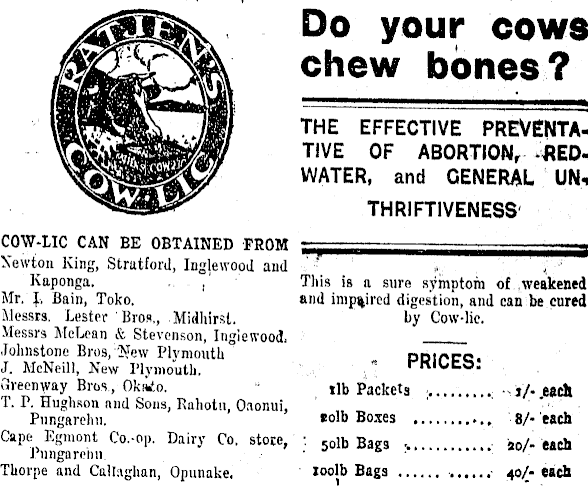 RATJEN'S
COW-LIC
COW-LIC CAN BE OBTAINED FROM
Newton King, Stratford, Inglewood and
Kaponga.
Mr. I. Bain, Toko.
Messrs. Lester Bros., Midhirst.
Messrs McLean & Stevenson, Inglewood.
Johnstone Bros, New Plymouth
J. McNeill, New Plymouth.
Greenway Bros., Okato.
T. P. Hughson and Sons, Rahotu, Oaonui,
Pungarehu.
Cape Egmont Co.-op. Dairy Co. store,
Pungarehu
Thorpe and Callaghan, Opunake.
Do your cows
chew bones?
THE EFFECTIVE PREVENTA-
TIVE OF ABORTION, RED-
WATER, and GENERAL UN-
THRIFTIVENESS
This is a sure symptom of weakened
and impaired digestion, and can be cured
by Cow-lic.
PRICES:
1lb Packets ......... 1/- each
20lb Boxes .......... 8/- each
50lb Bags ............ 20/- each
100lb Bags ............ 40/- each